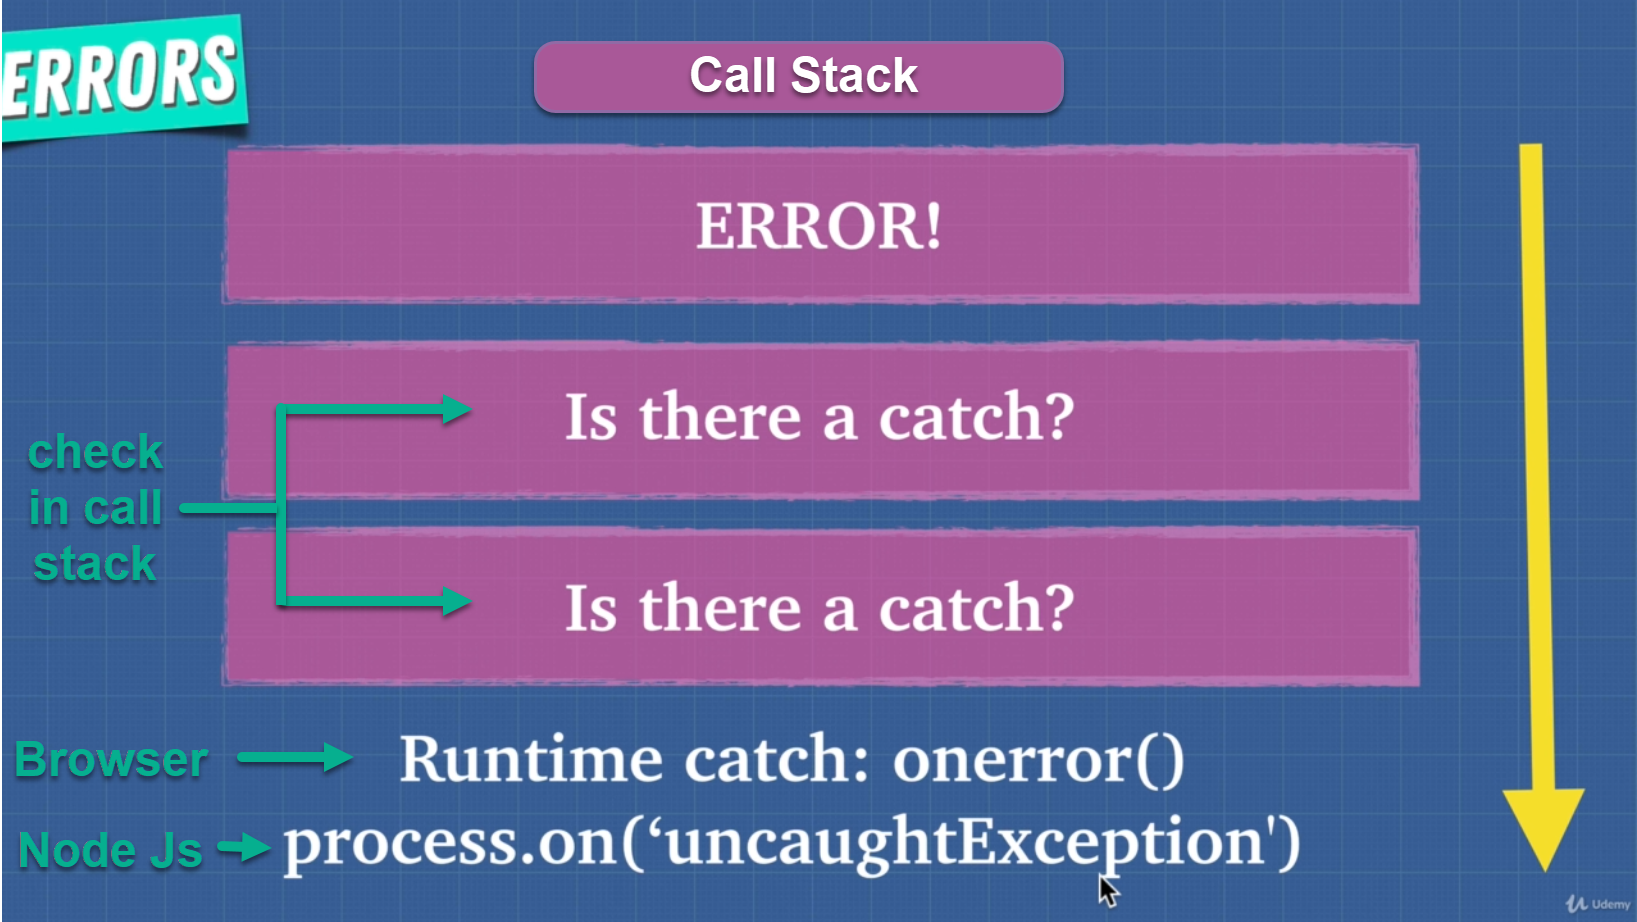 ERRORS
Call Stack
ERROR!
Is there a catch?
check
in call
stack
Is there a catch?
Browser
Runtime catch: onerror()
Node Js
process.on(‘uncaughtException')
Udemy